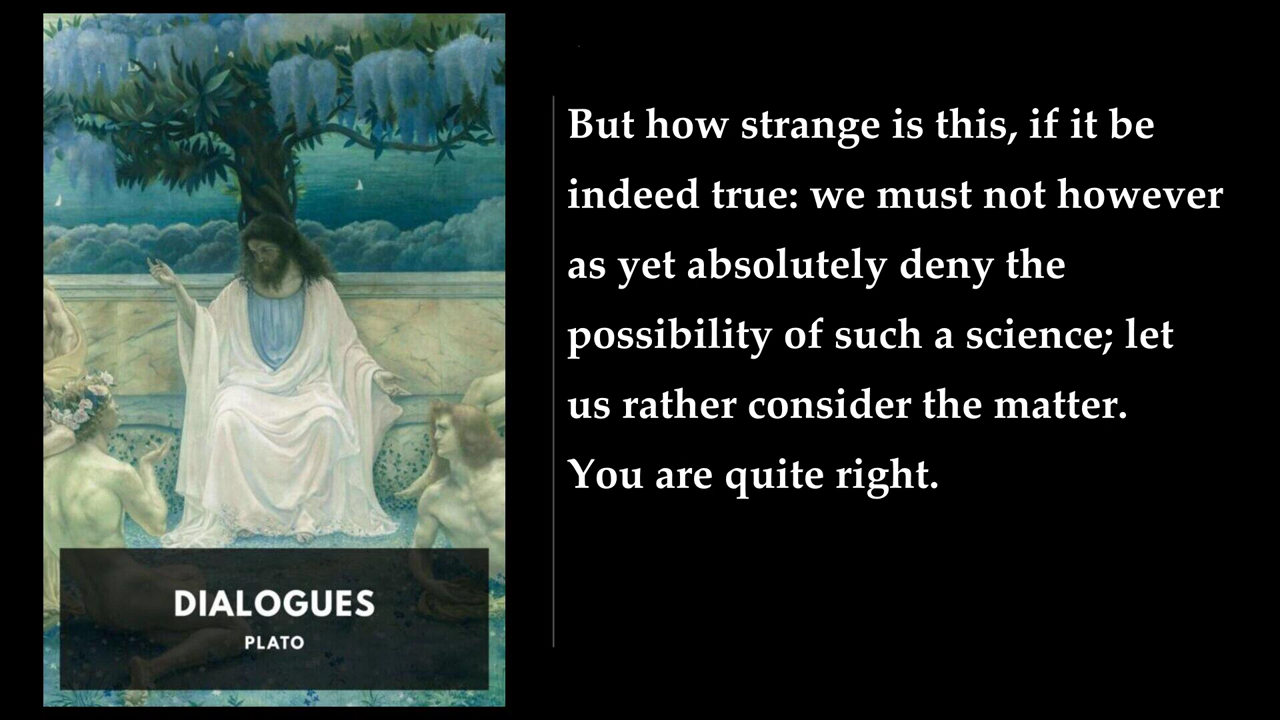 DIALOGUES
PLATO
But how strange is this, if it be
indeed true: we must not however
as yet absolutely deny the
possibility of such a science; let
us rather consider the matter.
You are quite right.